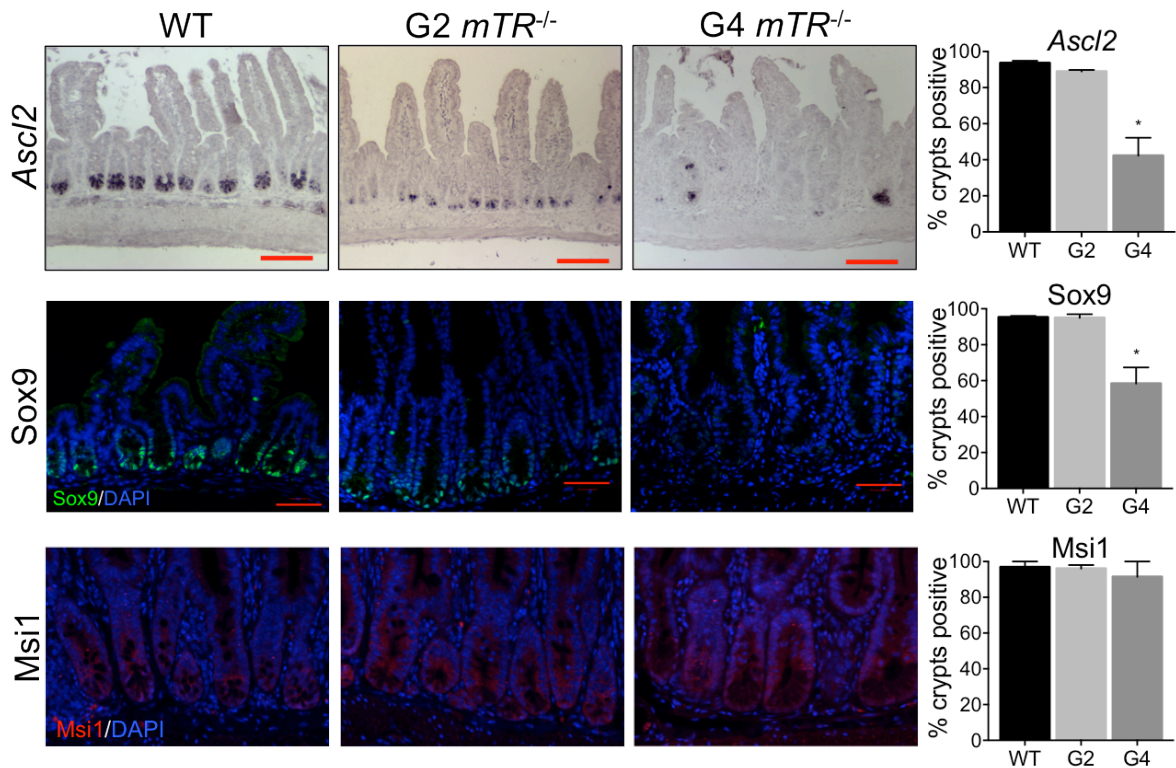 WT
G2 mTR-/-
G4 mTR-/-
Ascl2
Ascl2
% crypts positive
100
80
60
40
20
0
*
WT G2 G4
Sox9
Sox9/DAPI
Sox9
% crypts positive
100
80
60
40
20
0
*
WT G2 G4
Msi1
Msi1/DAPI
Msi1
% crypts positive
100
80
60
40
20
0
WT G2 G4